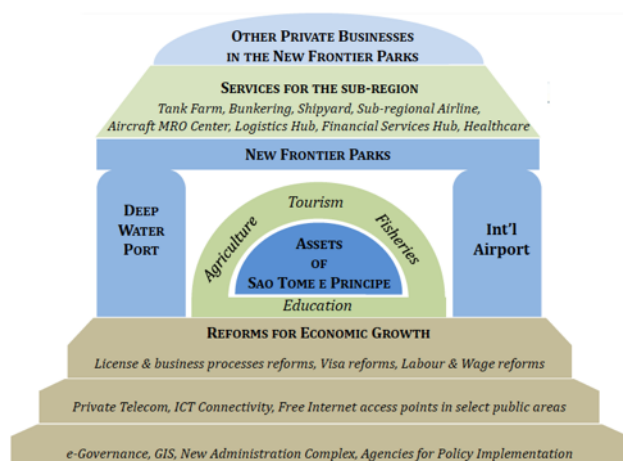 OTHER PRIVATE BUSINESSES
IN THE NEW FRONTIER PARKS
SERVICES FOR THE SUB-REGION
Tank Farm, Bunkering, Shipyard, Sub-regional Airline,
Aircraft MRO Center, Logistics Hub, Financial Services Hub, Healthcare
NEW FRONTIER PARKS
DEEP
WATER
PORT
Agriculture
Tourism
Fisheries
ASSETS
OF
SAO TOME E PRINCIPE
Education
Int'l
Airport
REFORMS FOR ECONOMIC GROWTH
License & business processes reforms, Visa reforms, Labour & Wage reforms
Private Telecom, ICT Connectivity, Free Internet access points in select public areas
e-Governance, GIS, New Administration Complex, Agencies for Policy Implementation